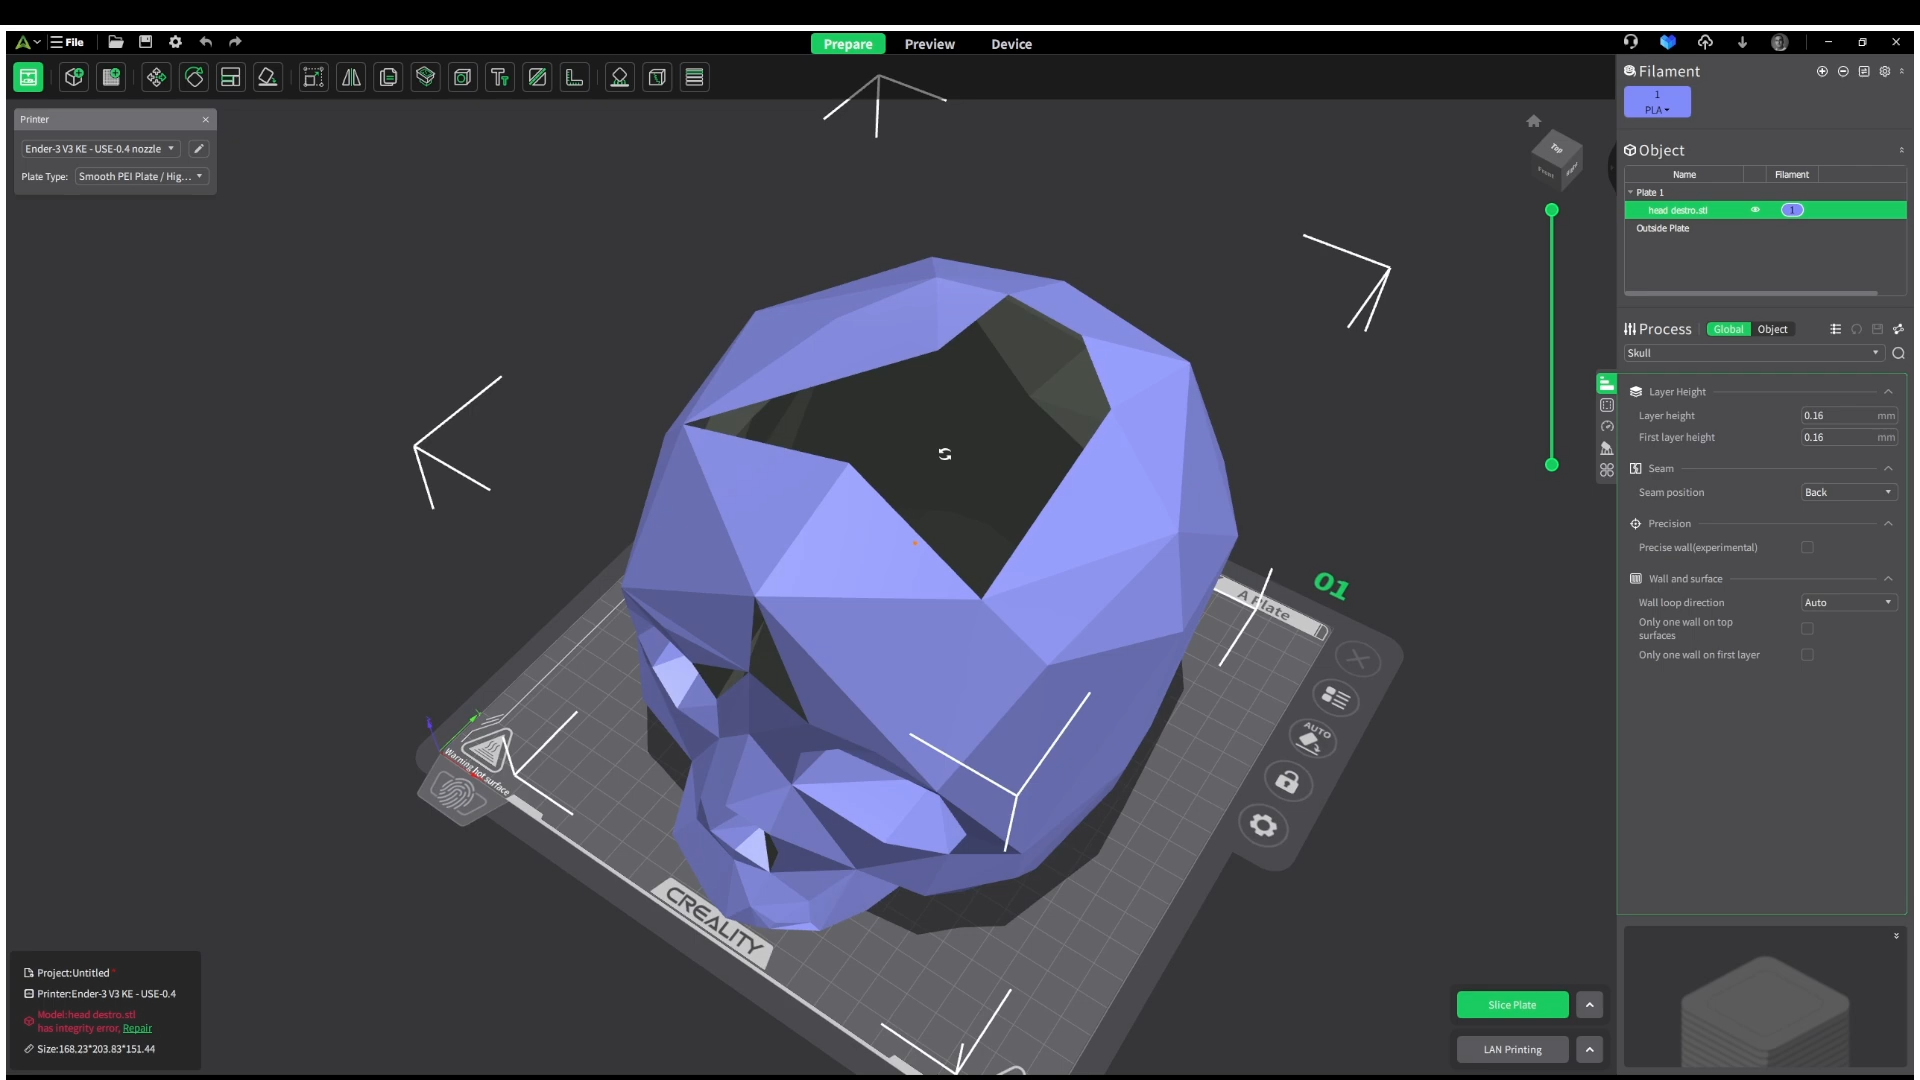 File
Prepare
Preview
Device
Printer
Ender-3 V3 KE - USE-0.4 nozzle
Plate Type:
Smooth PEI Plate / Hig...
Top
Front
Right
Filament
1
PLA
Object
Name
Filament
Plate 1
head destro.stl
1
Outside Plate
Process
Global
Object
Skull
Layer Height
Layer height
0.16
mm
First layer height
0.16
mm
Seam
Seam position
Back
Precision
Precise wall(experimental)
Wall and surface
Wall loop direction
Auto
Only one wall on top
surfaces
Only one wall on first layer
01
A Plate
AUTO
Warning hot surface
CREALITY
Project:Untitled *
Printer:Ender-3 V3 KE - USE-0.4
Model:head destro.stl
has integrity error, Repair
Size:168.23*203.83*151.44
Slice Plate
LAN Printing